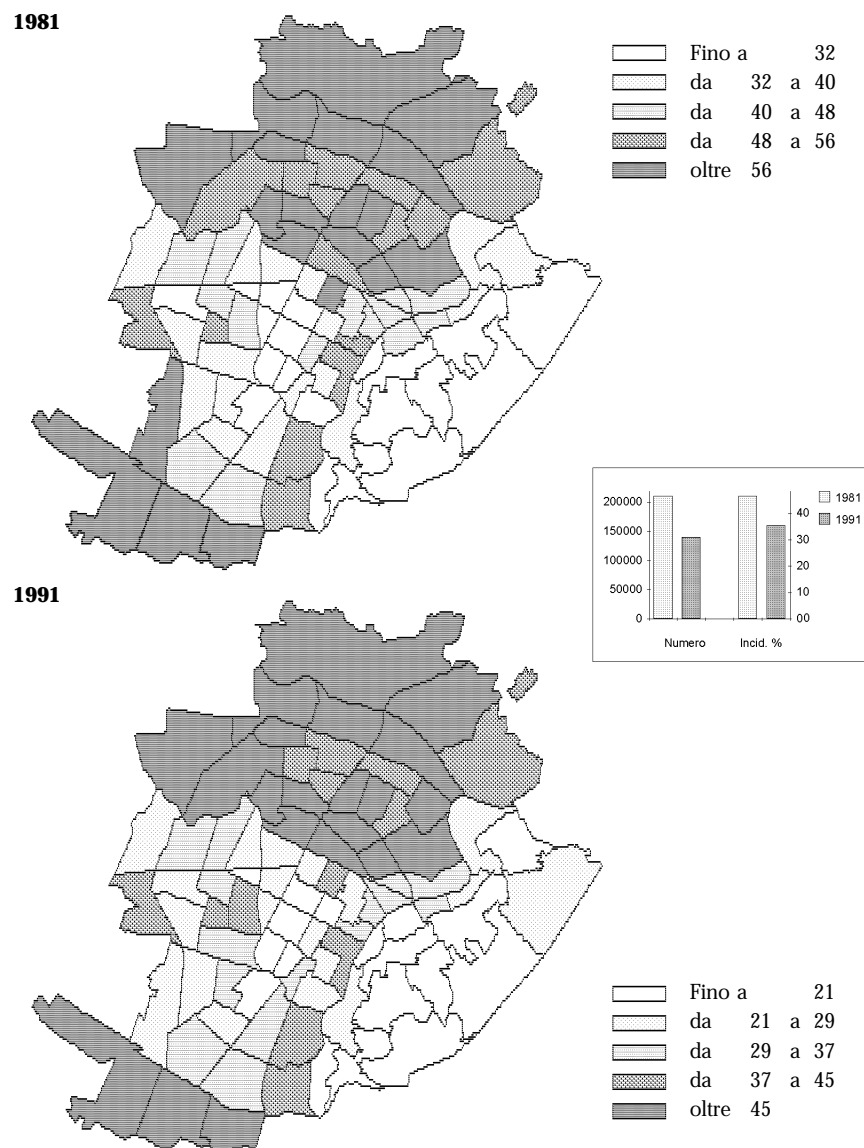 1981
Fino a 32
da 32 a 40
da 40 a 48
da 48 a 56
oltre 56
200000
150000
100000
50000
0
40
30
20
10
00
1981
1991
Numero Incid. %
1991
Fino a 21
da 21 a 29
da 29 a 37
da 37 a 45
oltre 45